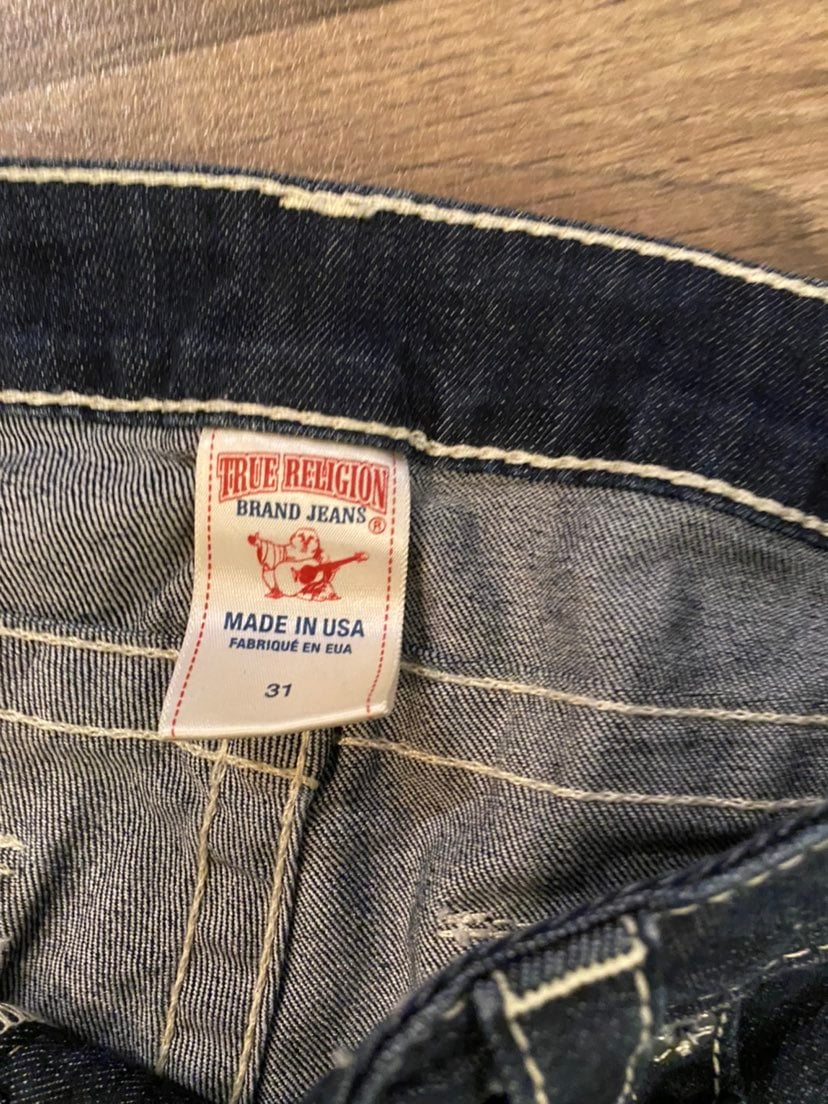 TRUE RELIGION
BRAND JEANS®
MADE IN USA
FABRIQUÉ EN EUA
31